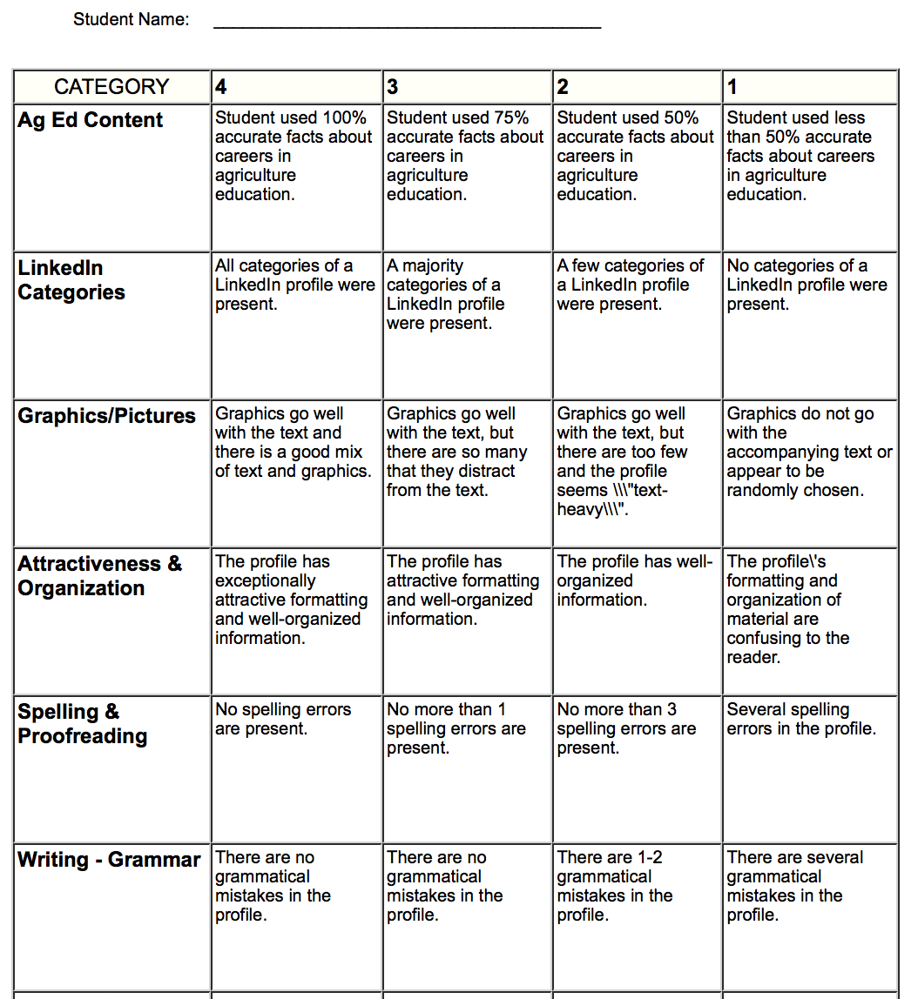 Student Name: ________________________________________
CATEGORY
4
3
2
1
Ag Ed Content
Student used 100%
accurate facts about
careers in
agriculture
education.
Student used 75%
accurate facts about
careers in
agriculture
education.
Student used 50%
accurate facts about
careers in
agriculture
education.
Student used less
than 50% accurate
facts about careers
in agriculture
education.
LinkedIn
Categories
All categories of a
LinkedIn profile were
present.
A majority
categories of a
LinkedIn profile
were present.
A few categories of
a LinkedIn profile
were present.
No categories of a
LinkedIn profile were
present.
Graphics/Pictures
Graphics go well
with the text and
there is a good mix
of text and graphics.
Graphics go well
with the text, but
there are so many
that they distract
from the text.
Graphics go well
with the text, but
there are too few
and the profile
seems \\\"text-
heavy\\\".
Graphics do not go
with the
accompanying text or
appear to be
randomly chosen.
Attractiveness &
Organization
The profile has
exceptionally
attractive formatting
and well-organized
information.
The profile has
attractive formatting
and well-organized
information.
The profile has well-
organized
information.
The profile\'s
formatting and
organization of
material are
confusing to the
reader.
Spelling &
Proofreading
No spelling errors
are present.
No more than 1
spelling errors are
present.
No more than 3
spelling errors are
present.
Several spelling
errors in the profile.
Writing - Grammar
There are no
grammatical
mistakes in the
profile.
There are no
grammatical
mistakes in the
profile.
There are 1-2
grammatical
mistakes in the
profile.
There are several
grammatical
mistakes in the
profile.